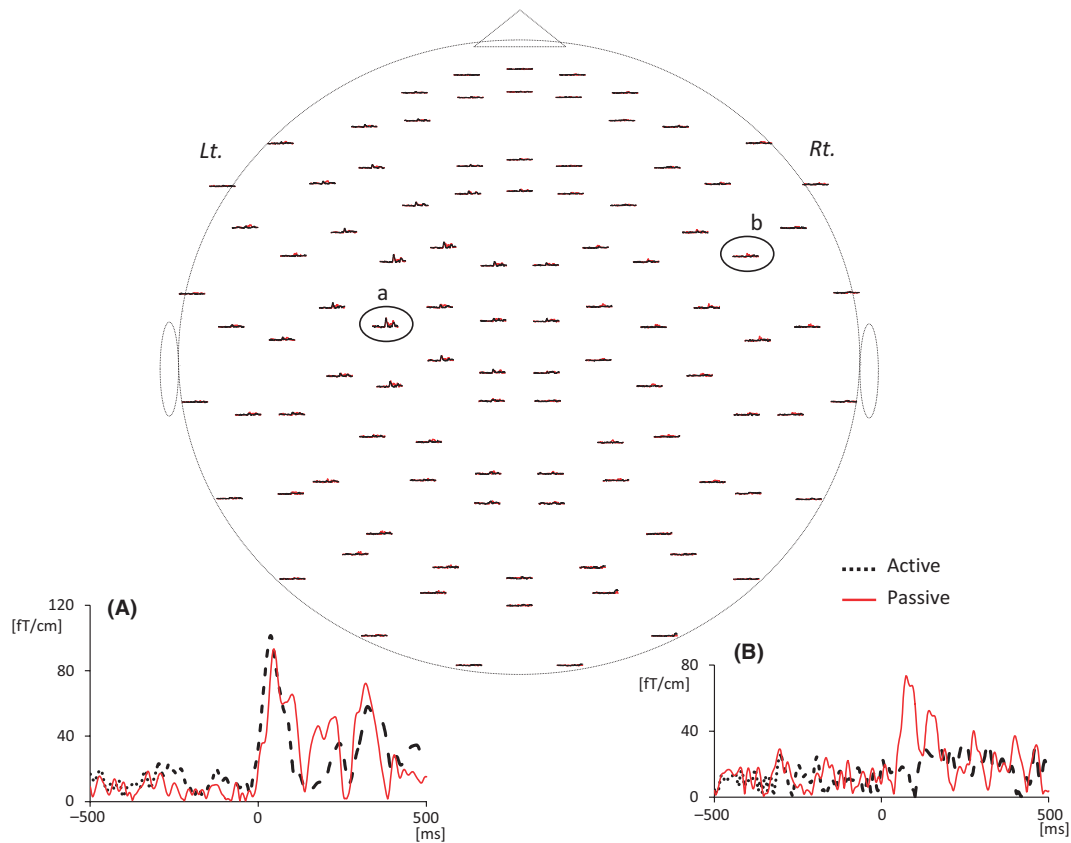 Lt.
Rt.
b
a
Active
Passive
(A)
120
[fT/cm]
80
40
0
–500
0
500
[ms]
(B)
80
[fT/cm]
40
0
–500
0
500
[ms]